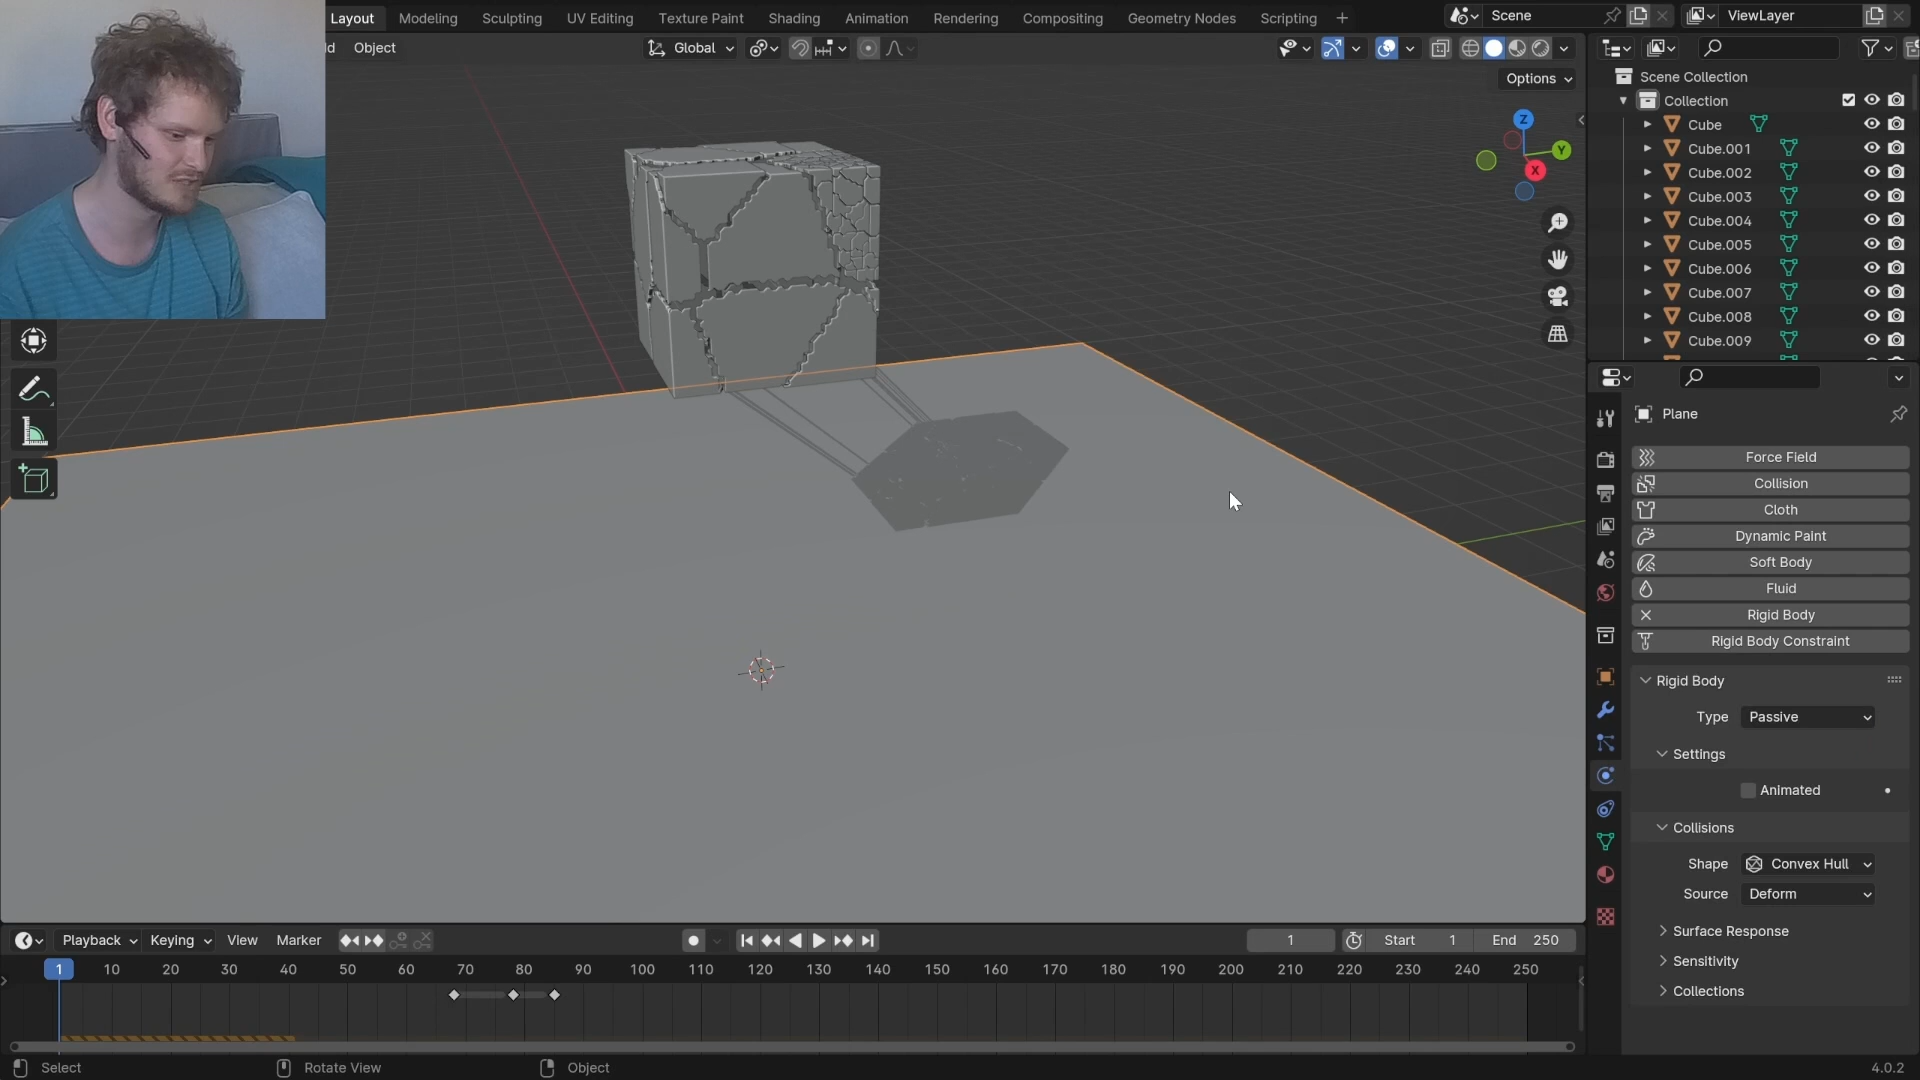 Layout Modeling Sculpting UV Editing Texture Paint Shading Animation Rendering Compositing Geometry Nodes Scripting +
Scene
ViewLayer
d Object
Global
Options
Z
Y
X
Scene Collection
Collection
Cube
Cube.001
Cube.002
Cube.003
Cube.004
Cube.005
Cube.006
Cube.007
Cube.008
Cube.009
Plane
Force Field
Collision
Cloth
Dynamic Paint
Soft Body
Fluid
Rigid Body
Rigid Body Constraint
Rigid Body
Type Passive
Settings
Animated
Collisions
Shape Convex Hull
Source Deform
Surface Response
Sensitivity
Collections
Playback Keying View Marker
1
Start 1
End 250
1 10 20 30 40 50 60 70 80 90 100 110 120 130 140 150 160 170 180 190 200 210 220 230 240 250
Select
Rotate View
Object
4.0.2